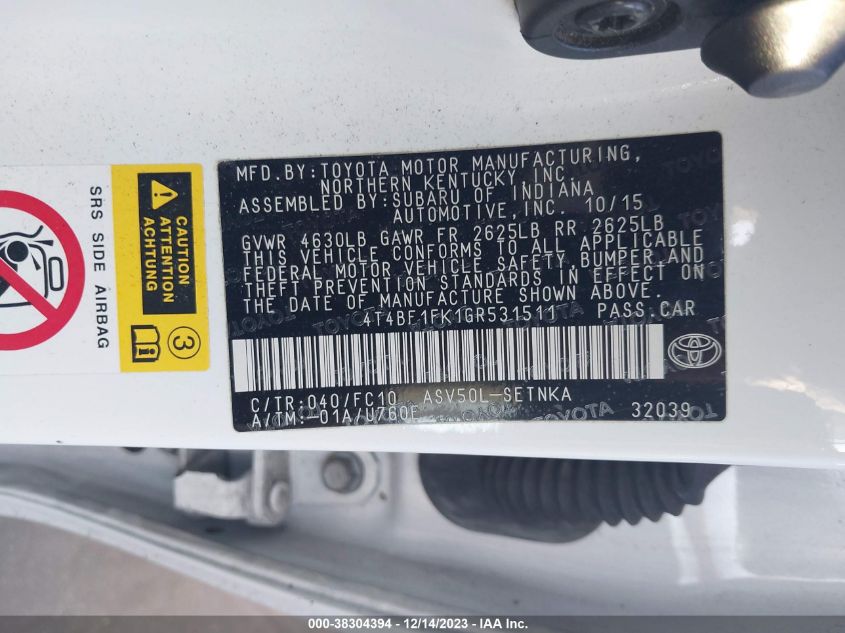 MFD.BY:TOYOTA MOTOR MANUFACTURING,
NORTHERN KENTUCKY, INC.
ASSEMBLED BY:SUBARU OF INDIANA
AUTOMOTIVE,INC. 10/15
GVWR 4630LB GAWR FR 2625LB RR 2625LB
THIS VEHICLE CONFORMS TO ALL APPLICABLE
FEDERAL MOTOR VEHICLE SAFETY, BUMPER,AND
THEFT PREVENTION STANDARDS IN EFFECT ON
THE DATE OF MANUFACTURE SHOWN ABOVE.
4T4BF1FK1GR531511 PASS.CAR
C/TR:040/FC10 ASV50L-SETNKA
A/TM:-01A/U760E 32039
TOYOTA
SRS SIDE AIRBAG
CAUTION
ATTENTION
ACHTUNG
3
000-38304394 - 12/14/2023 - IAA Inc.